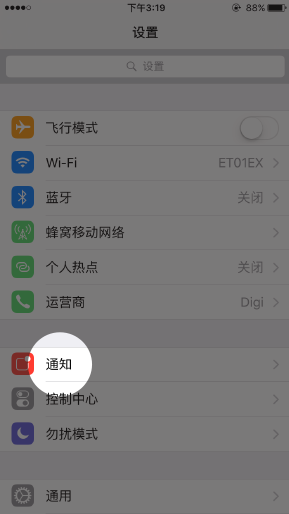 下午3:19
88%
设置
设置
飞行模式
Wi-Fi ET01EX
蓝牙 关闭
蜂窝移动网络
个人热点 关闭
运营商 Digi
通知
控制中心
勿扰模式
通用